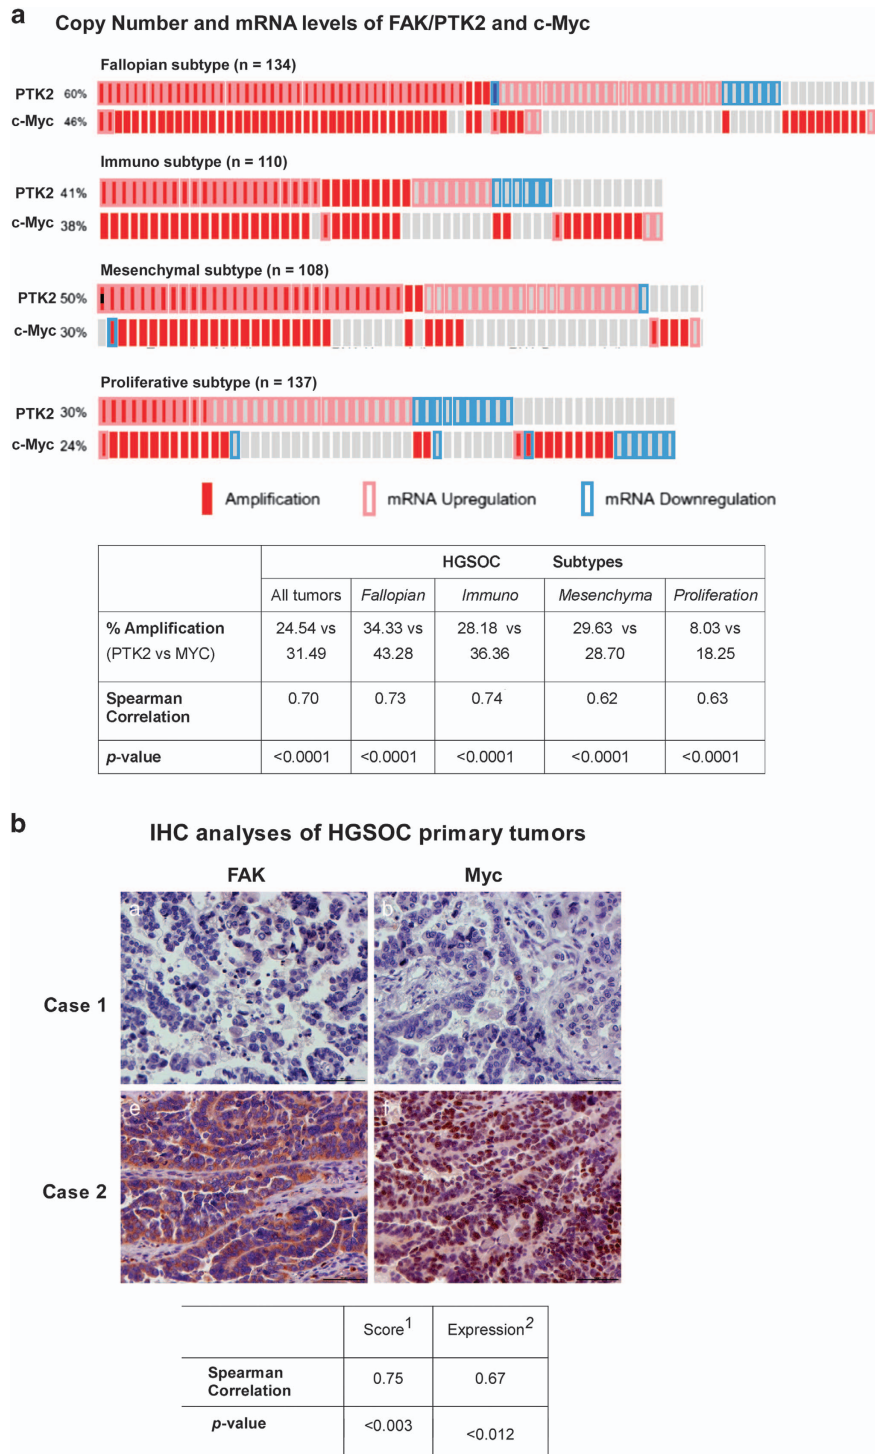 a
Copy Number and mRNA levels of FAK/PTK2 and c-Myc
Fallopian subtype (n = 134)
PTK2 60%
c-Myc 46%
Immuno subtype (n = 110)
PTK2 41%
c-Myc 38%
Mesenchymal subtype (n = 108)
PTK2 50%
c-Myc 30%
Proliferative subtype (n = 137)
PTK2 30%
c-Myc 24%
Amplification mRNA Upregulation mRNA Downregulation
HGSOC Subtypes
All tumors Fallopian Immuno Mesenchyma Proliferation
% Amplification 24.54 vs 34.33 vs 28.18 vs 29.63 vs 8.03 vs
(PTK2 vs MYC) 31.49 43.28 36.36 28.70 18.25
Spearman 0.70 0.73 0.74 0.62 0.63
Correlation
p-value <0.0001 <0.0001 <0.0001 <0.0001 <0.0001
b
IHC analyses of HGSOC primary tumors
FAK Myc
a b
Case 1
e f
Case 2
Score1 Expression2
Spearman 0.75 0.67
Correlation
p-value <0.003 <0.012